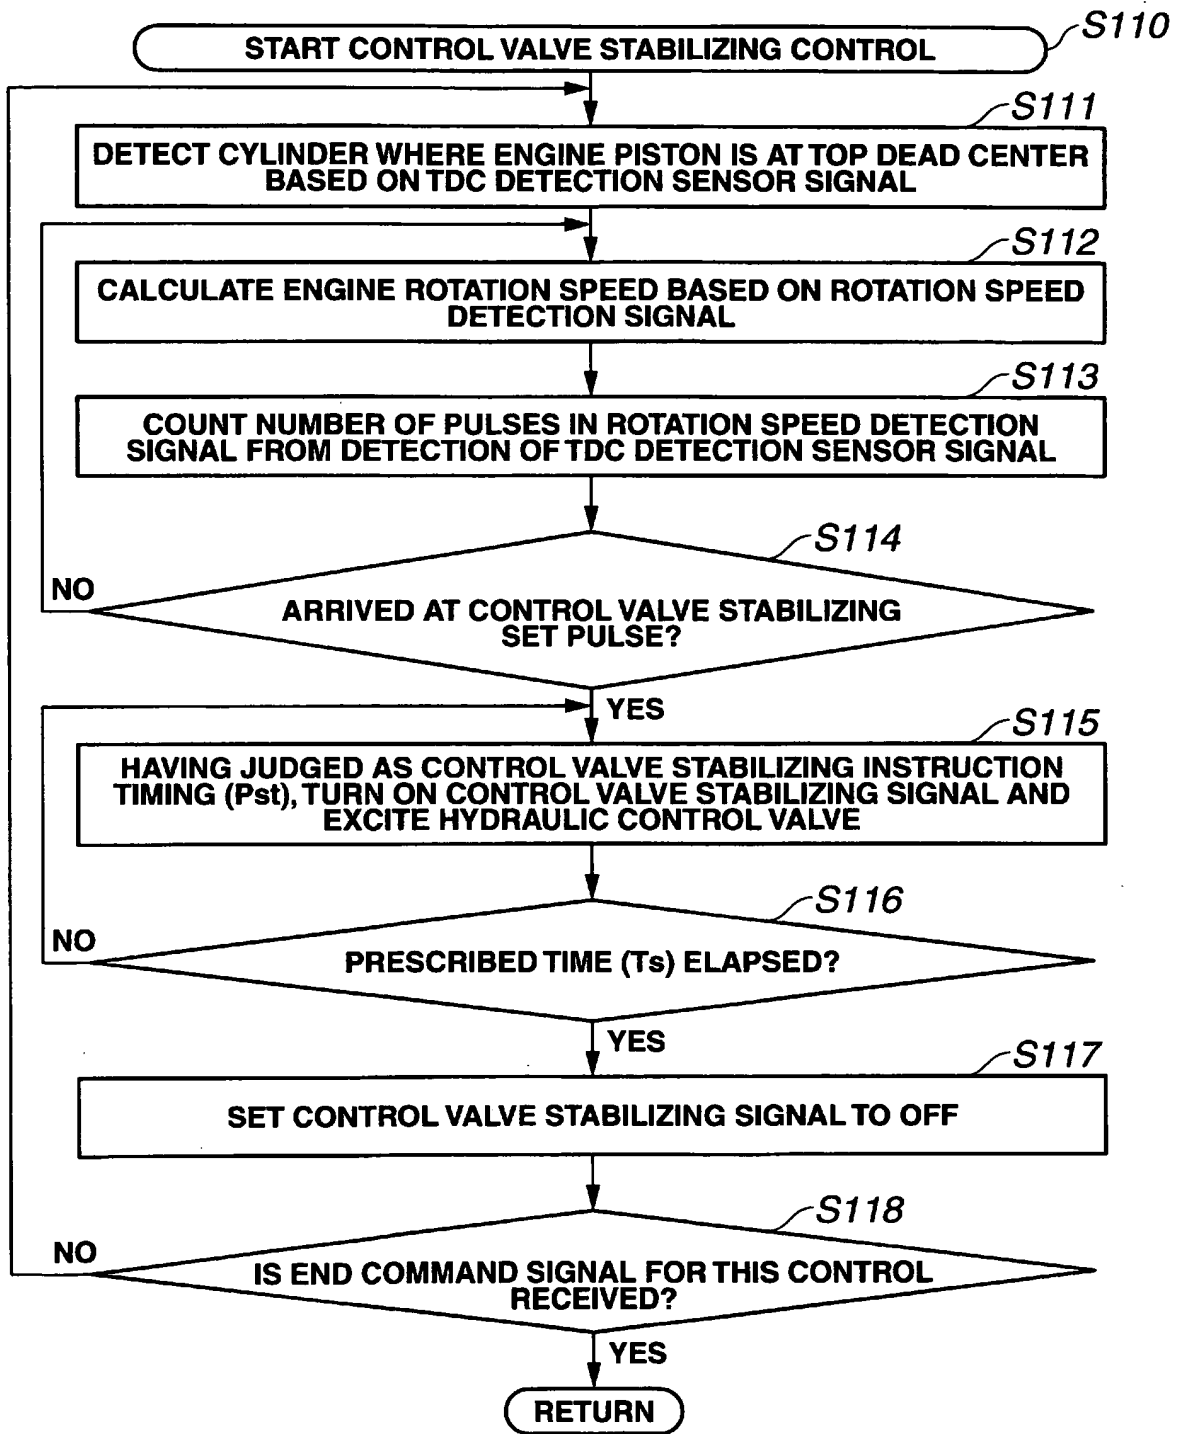 S110
START CONTROL VALVE STABILIZING CONTROL
S111
DETECT CYLINDER WHERE ENGINE PISTON IS AT TOP DEAD CENTER
BASED ON TDC DETECTION SENSOR SIGNAL
S112
CALCULATE ENGINE ROTATION SPEED BASED ON ROTATION SPEED
DETECTION SIGNAL
S113
COUNT NUMBER OF PULSES IN ROTATION SPEED DETECTION
SIGNAL FROM DETECTION OF TDC DETECTION SENSOR SIGNAL
S114
NO
ARRIVED AT CONTROL VALVE STABILIZING
SET PULSE?
YES
S115
HAVING JUDGED AS CONTROL VALVE STABILIZING INSTRUCTION
TIMING (Pst), TURN ON CONTROL VALVE STABILIZING SIGNAL AND
EXCITE HYDRAULIC CONTROL VALVE
S116
NO
PRESCRIBED TIME (Ts) ELAPSED?
YES
S117
SET CONTROL VALVE STABILIZING SIGNAL TO OFF
S118
NO
IS END COMMAND SIGNAL FOR THIS CONTROL
RECEIVED?
YES
RETURN